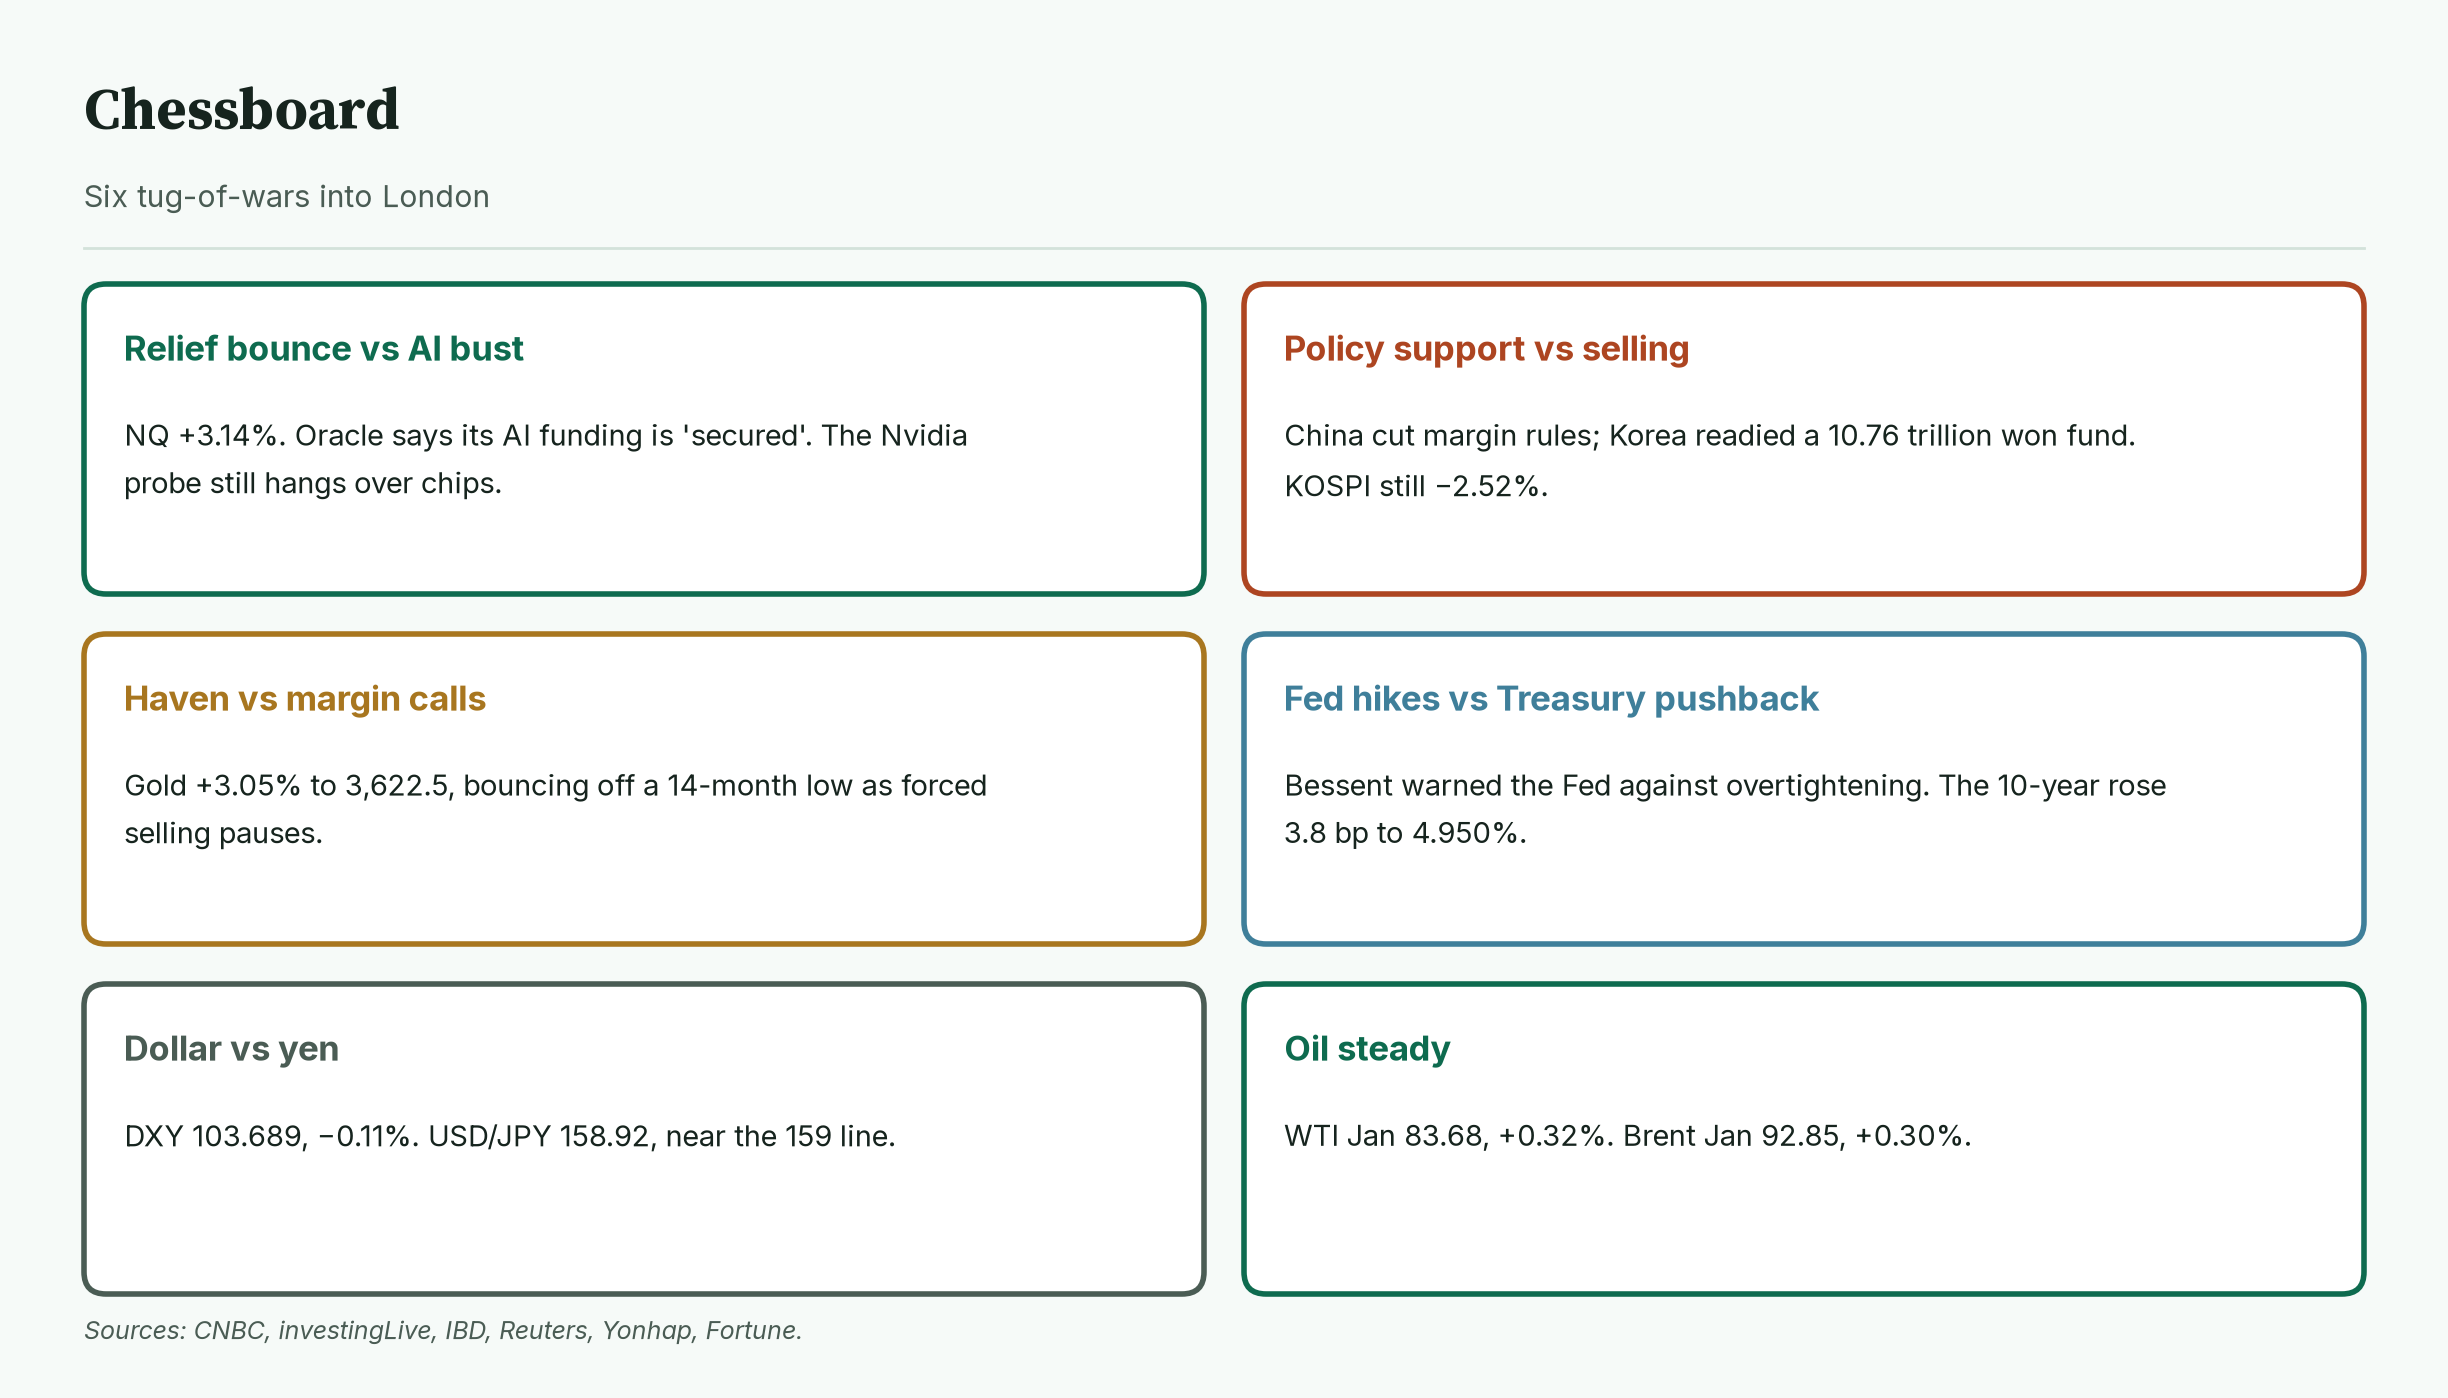 Chessboard
Six tug-of-wars into London
Relief bounce vs AI bust
NQ +3.14%. Oracle says its AI funding is 'secured'. The Nvidia
probe still hangs over chips.
Policy support vs selling
China cut margin rules; Korea readied a 10.76 trillion won fund.
KOSPI still −2.52%.
Haven vs margin calls
Gold +3.05% to 3,622.5, bouncing off a 14-month low as forced
selling pauses.
Fed hikes vs Treasury pushback
Bessent warned the Fed against overtightening. The 10-year rose
3.8 bp to 4.950%.
Dollar vs yen
DXY 103.689, −0.11%. USD/JPY 158.92, near the 159 line.
Oil steady
WTI Jan 83.68, +0.32%. Brent Jan 92.85, +0.30%.
Sources: CNBC, investingLive, IBD, Reuters, Yonhap, Fortune.